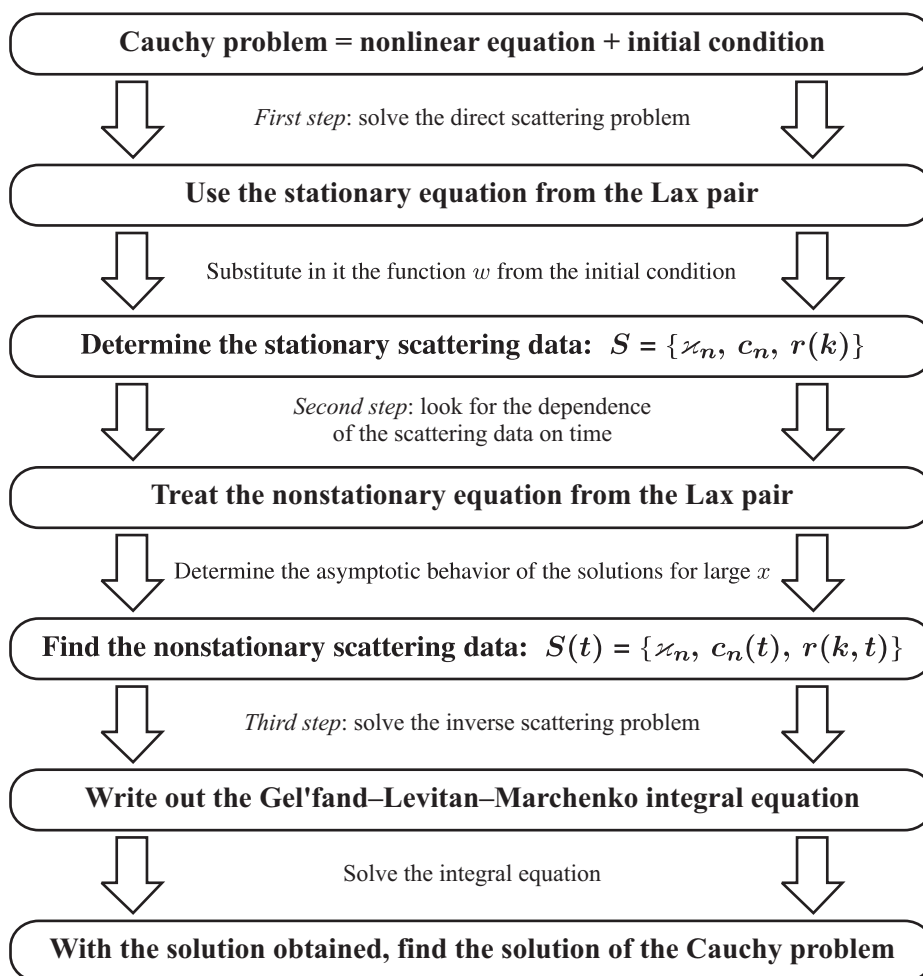 Cauchy problem = nonlinear equation + initial condition
First step: solve the direct scattering problem
Use the stationary equation from the Lax pair
Substitute in it the function w from the initial condition
Determine the stationary scattering data: S = {ϰₙ, cₙ, r(k)}
Second step: look for the dependence
of the scattering data on time
Treat the nonstationary equation from the Lax pair
Determine the asymptotic behavior of the solutions for large x
Find the nonstationary scattering data: S(t) = {ϰₙ, cₙ(t), r(k, t)}
Third step: solve the inverse scattering problem
Write out the Gel'fand–Levitan–Marchenko integral equation
Solve the integral equation
With the solution obtained, find the solution of the Cauchy problem